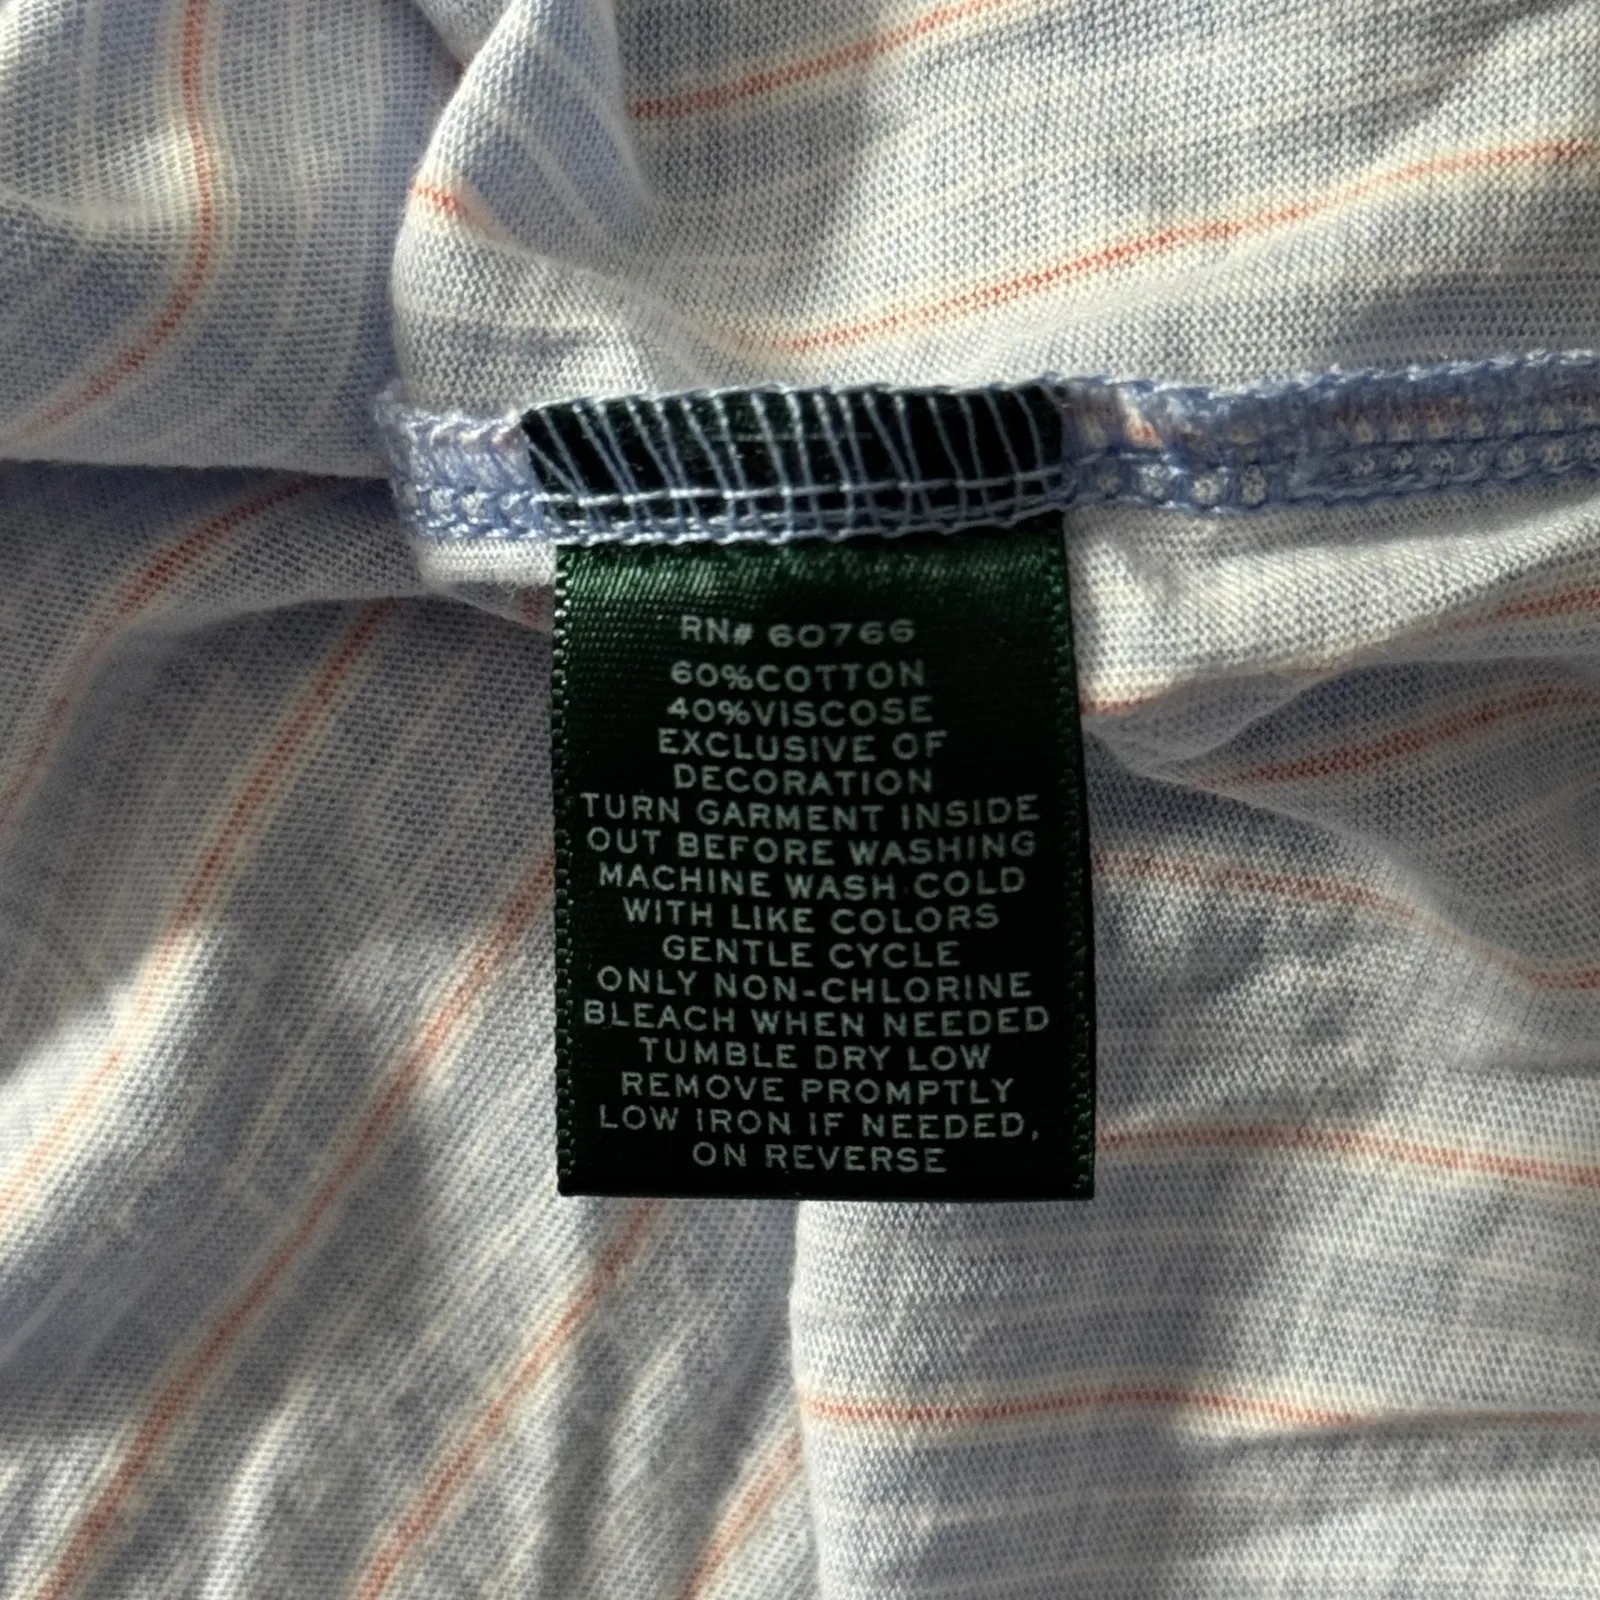 RN# 60766
60%COTTON
40%VISCOSE
EXCLUSIVE OF
DECORATION
TURN GARMENT INSIDE
OUT BEFORE WASHING
MACHINE WASH COLD
WITH LIKE COLORS
GENTLE CYCLE
ONLY NON-CHLORINE
BLEACH WHEN NEEDED
TUMBLE DRY LOW
REMOVE PROMPTLY
LOW IRON IF NEEDED,
ON REVERSE